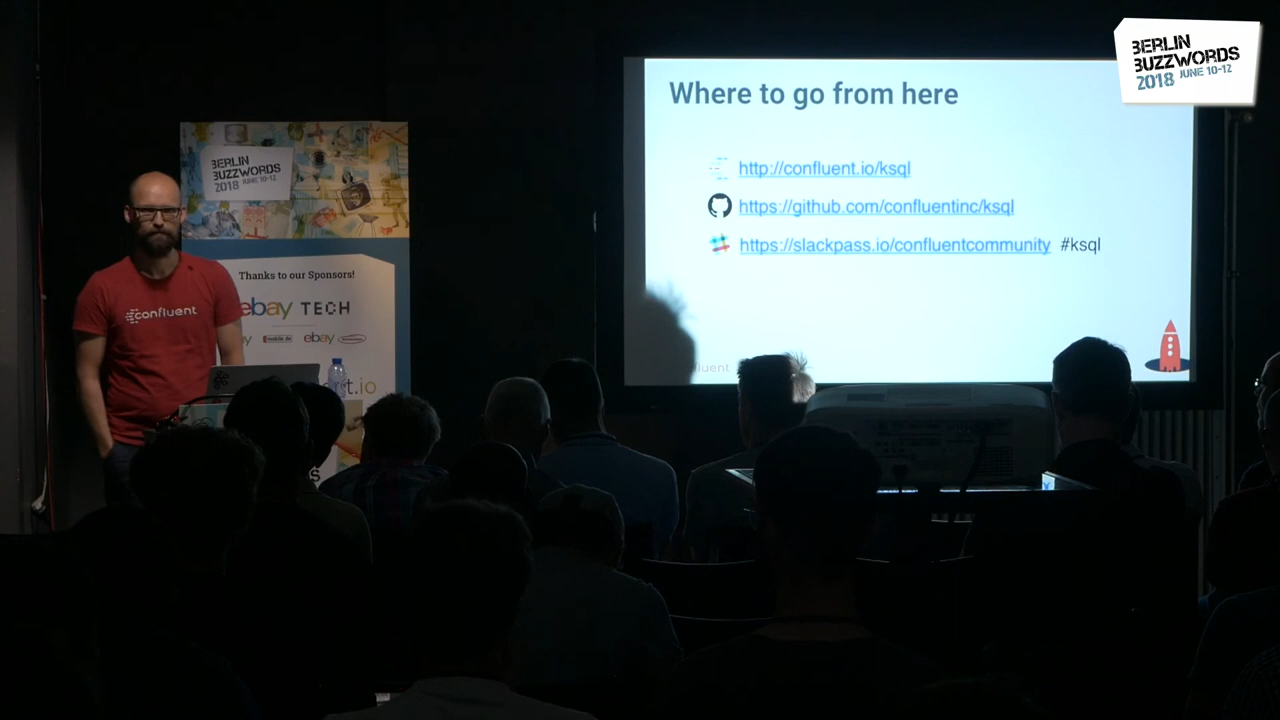 BERLIN
BUZZWORDS
2018 JUNE 10-12
Where to go from here
http://confluent.io/ksql
https://github.com/confluentinc/ksql
https://slackpass.io/confluentcommunity #ksql
BERLIN
BUZZWORDS
2018 JUNE 10-12
Thanks to our Sponsors!
ebay TECH
mobile.de ebay
confluent